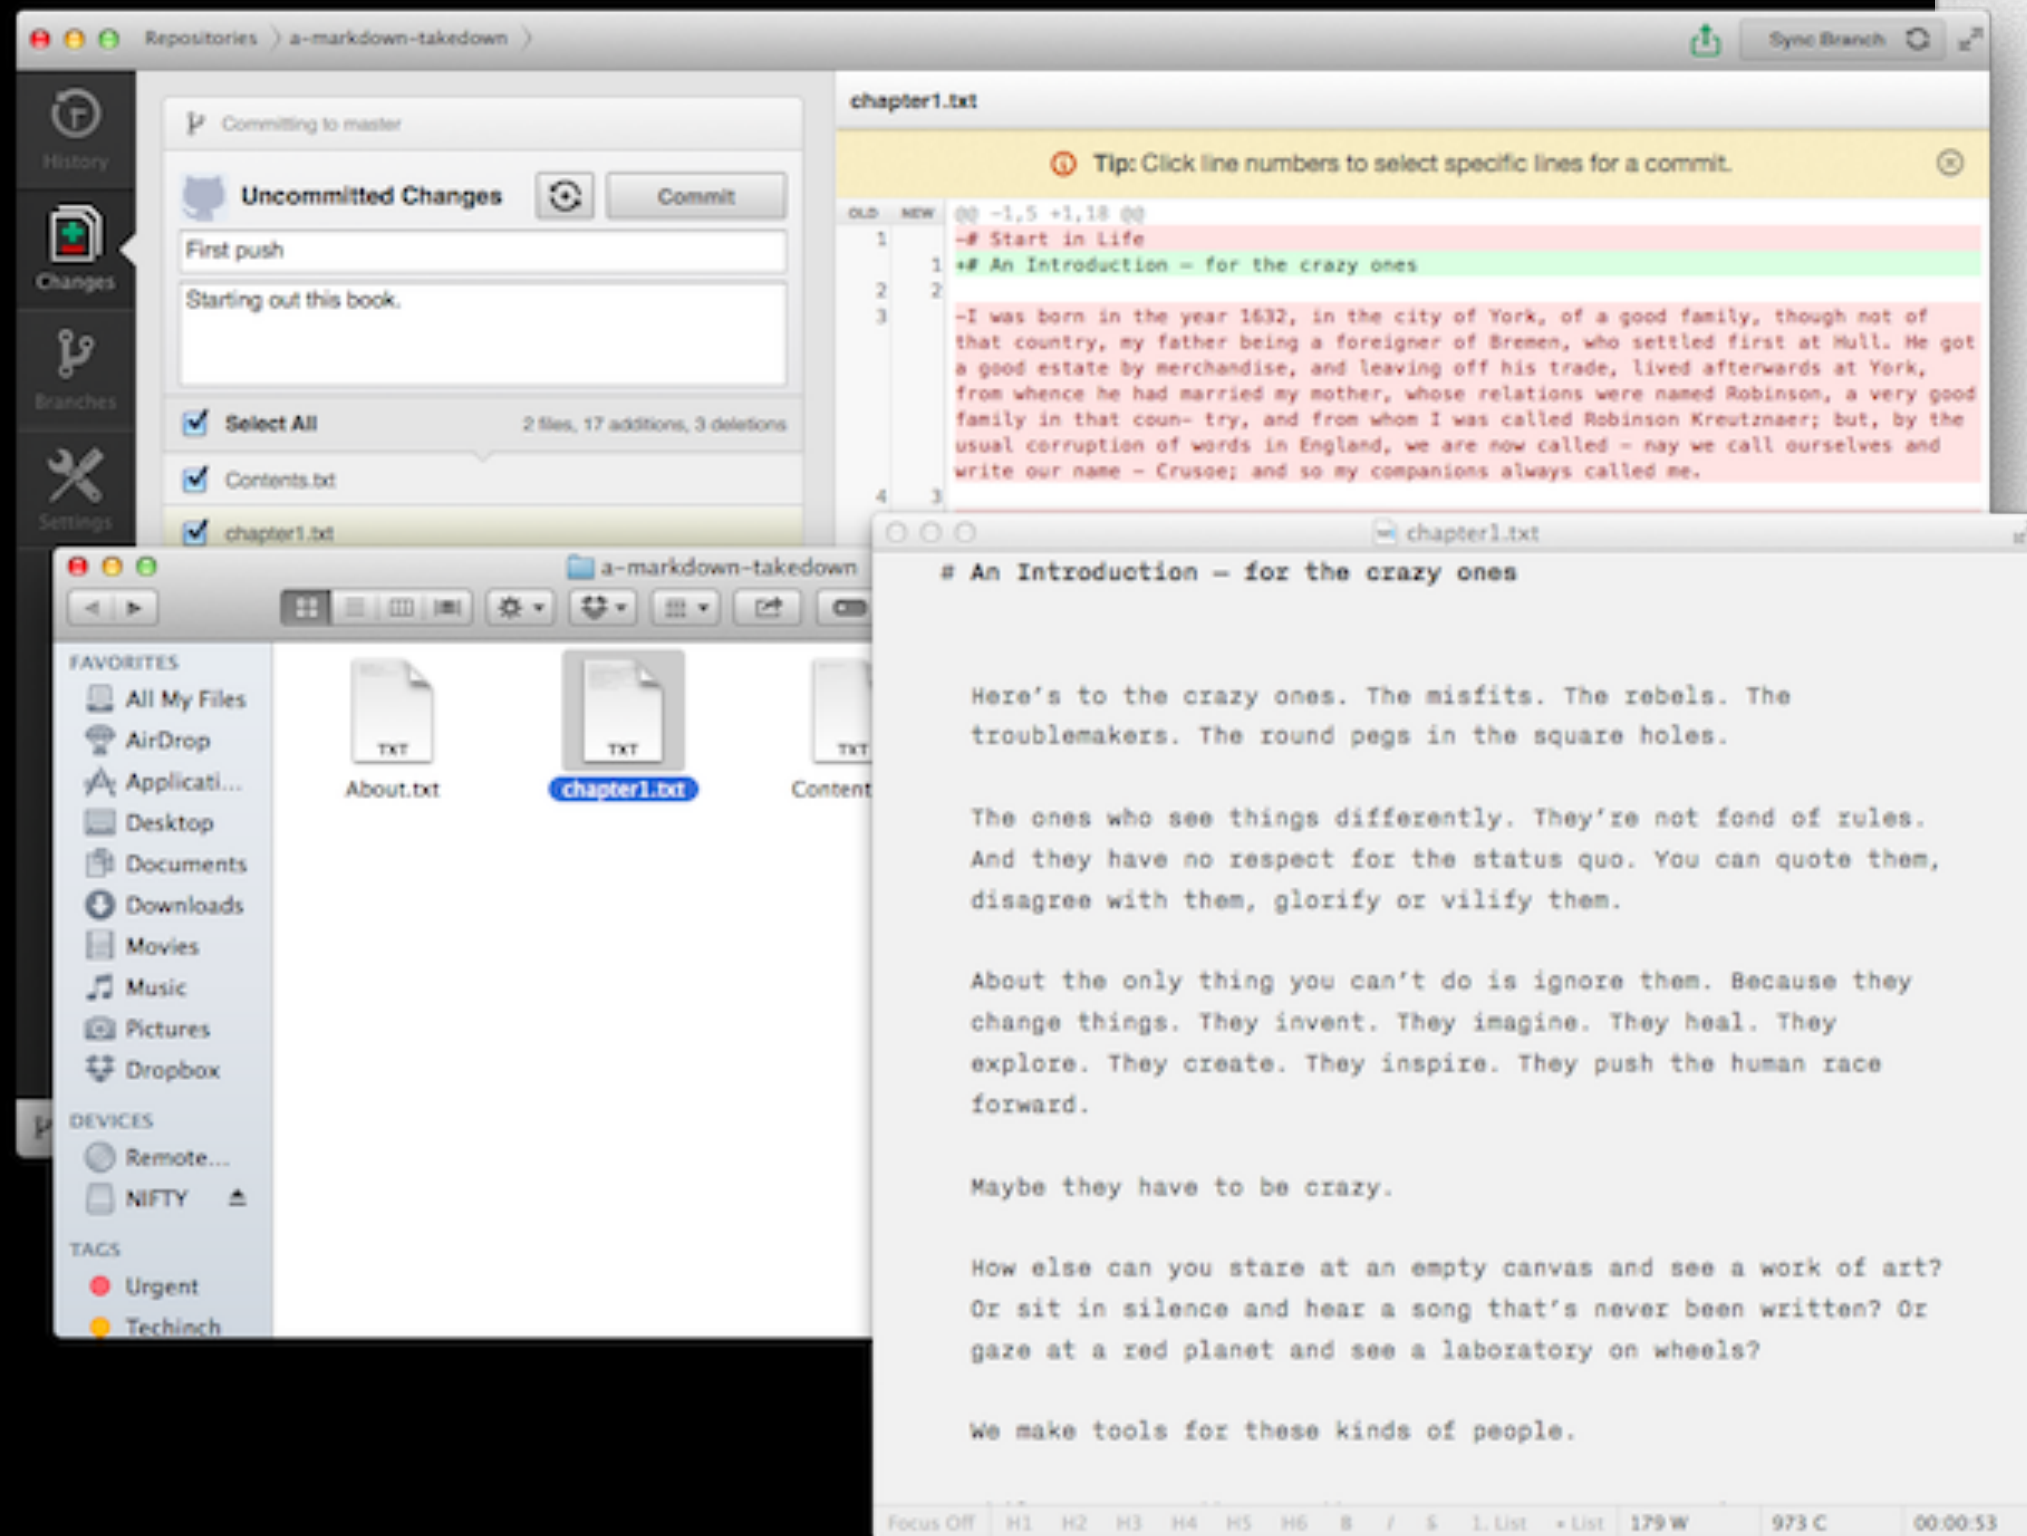 Repositories
a-markdown-takedown
Sync Branch
History
Changes
Branches
Settings
Committing to master
Uncommitted Changes
Commit
First push
Starting out this book.
Select All
2 files, 17 additions, 3 deletions
Contents.txt
chapter1.txt
chapter1.txt
Tip: Click line numbers to select specific lines for a commit.
OLD NEW @@ -1,5 +1,18 @@
1 -# Start in Life
1 +# An Introduction — for the crazy ones
2 2
3 -I was born in the year 1632, in the city of York, of a good family, though not of
that country, my father being a foreigner of Bremen, who settled first at Hull. He got
a good estate by merchandise, and leaving off his trade, lived afterwards at York,
from whence he had married my mother, whose relations were named Robinson, a very good
family in that coun- try, and from whom I was called Robinson Kreutznaer; but, by the
usual corruption of words in England, we are now called – nay we call ourselves and
write our name – Crusoe; and so my companions always called me.
4 3
a-markdown-takedown
FAVORITES
All My Files
AirDrop
Applicati...
Desktop
Documents
Downloads
Movies
Music
Pictures
Dropbox
DEVICES
Remote...
NIFTY
TAGS
Urgent
Techinch
TXT
About.txt
TXT
chapter1.txt
TXT
Content
chapter1.txt
# An Introduction — for the crazy ones
Here’s to the crazy ones. The misfits. The rebels. The
troublemakers. The round pegs in the square holes.
The ones who see things differently. They’re not fond of rules.
And they have no respect for the status quo. You can quote them,
disagree with them, glorify or vilify them.
About the only thing you can’t do is ignore them. Because they
change things. They invent. They imagine. They heal. They
explore. They create. They inspire. They push the human race
forward.
Maybe they have to be crazy.
How else can you stare at an empty canvas and see a work of art?
Or sit in silence and hear a song that’s never been written? Or
gaze at a red planet and see a laboratory on wheels?
We make tools for these kinds of people.
Focus Off H1 H2 H3 H4 H5 H6 B I S 1. List • List 179 W 973 C 00:00:53